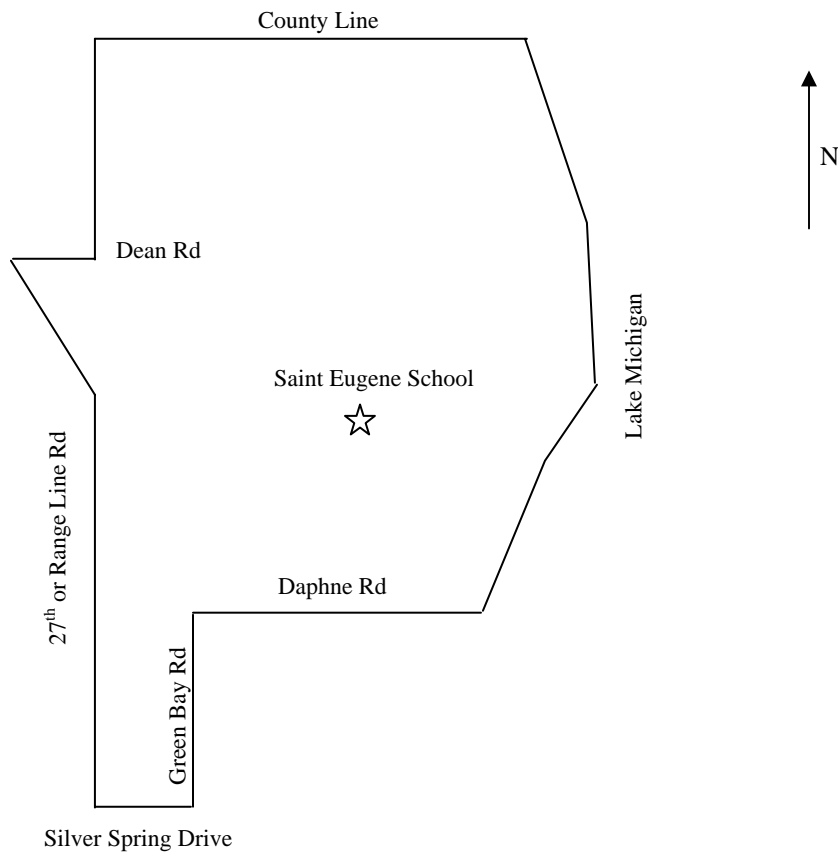 County Line
N
Dean Rd
Lake Michigan
Saint Eugene School
27th or Range Line Rd
Daphne Rd
Green Bay Rd
Silver Spring Drive